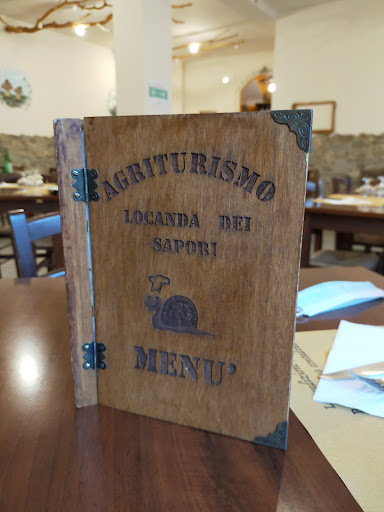 AGRITURISMO
LOCANDA DEI
SAPORI
MENU'